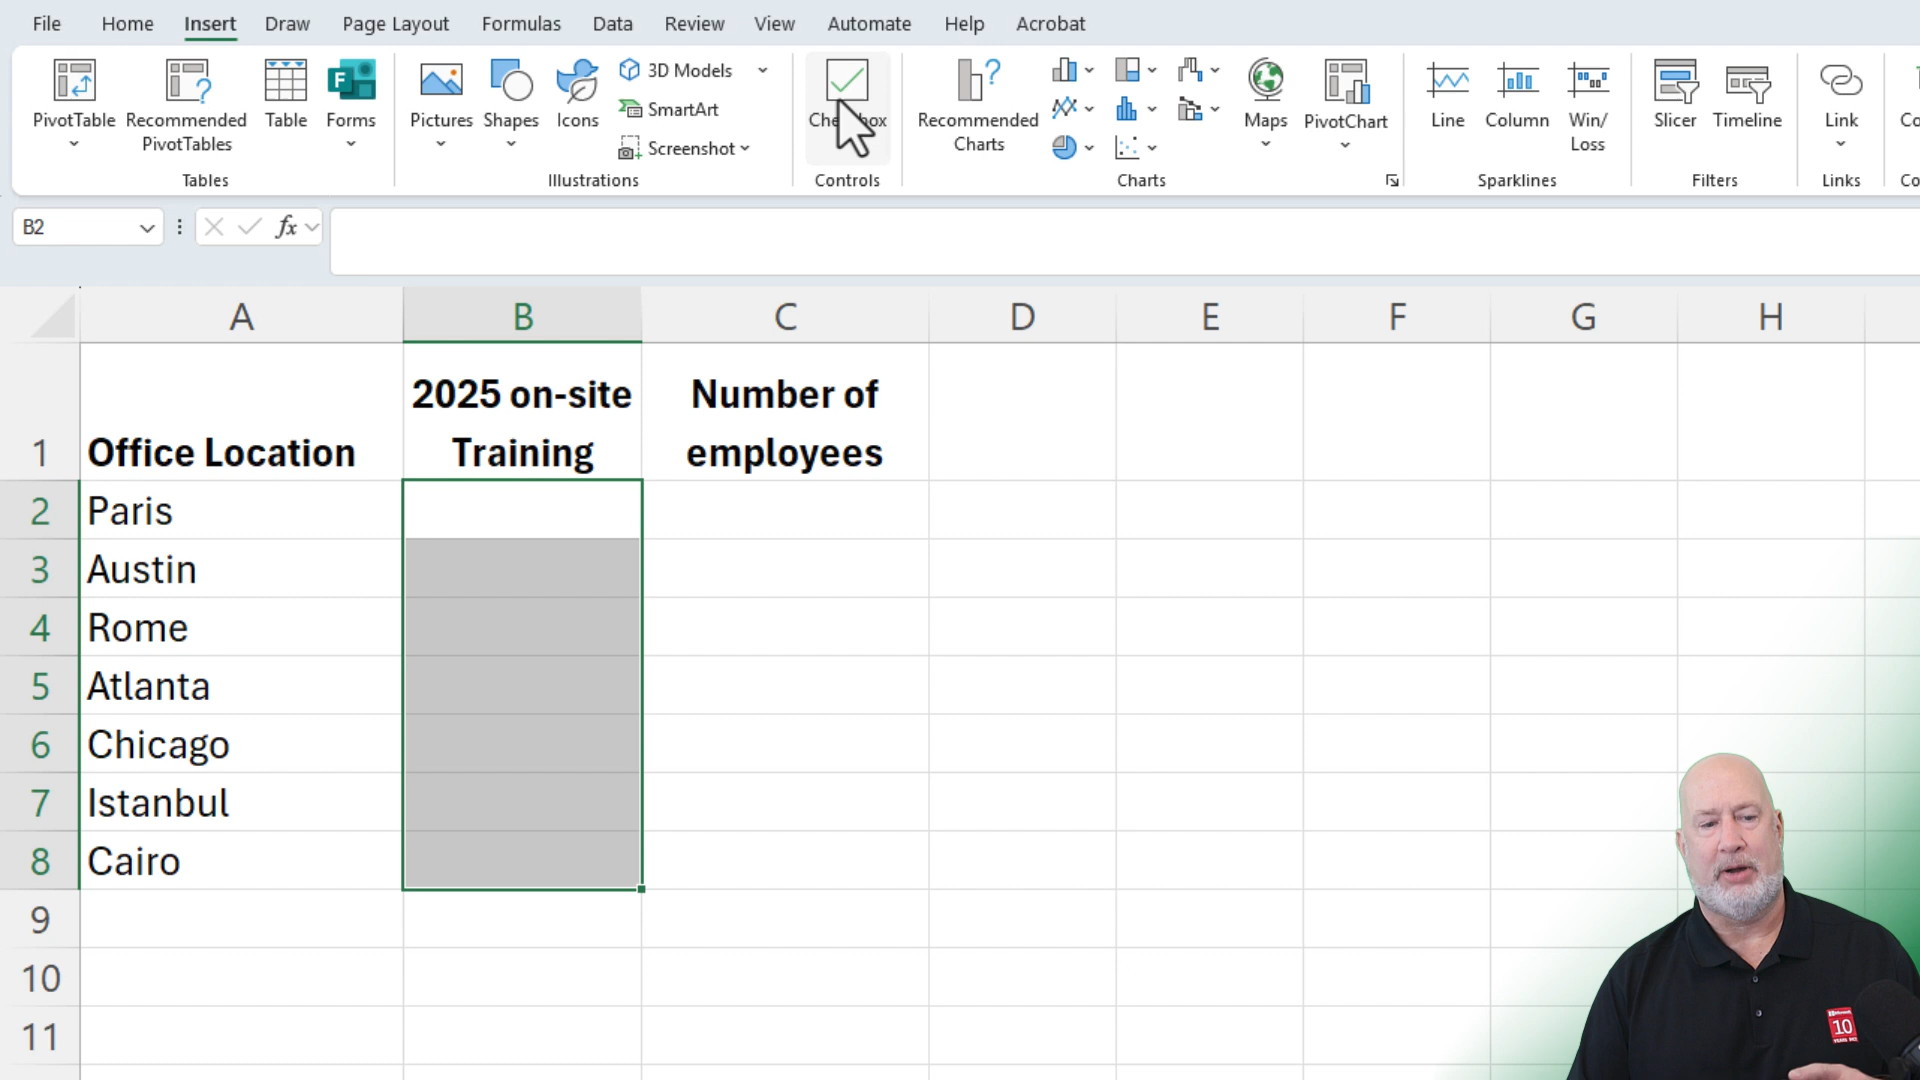 File Home Insert Draw Page Layout Formulas Data Review View Automate Help Acrobat
PivotTable
Recommended
PivotTables
Table
Forms
Tables
Pictures
Shapes
Icons
3D Models
SmartArt
Screenshot
Illustrations
Controls
Recommended
Charts
Maps
PivotChart
Charts
Line
Column
Win/
Loss
Sparklines
Slicer
Timeline
Filters
Link
Links
B2
fx
A B C D E F G H
1 Office Location
2025 on-site
Training
Number of
employees
2 Paris
3 Austin
4 Rome
5 Atlanta
6 Chicago
7 Istanbul
8 Cairo
9
10
11
10